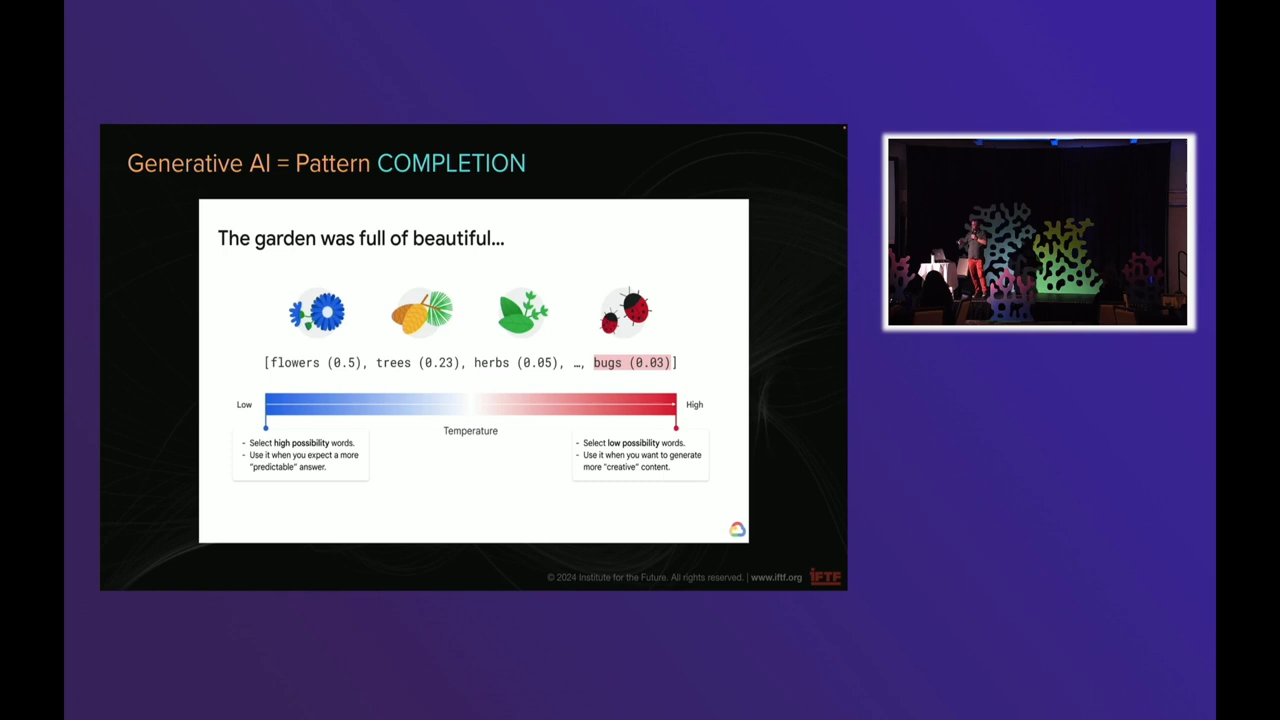 Generative AI = Pattern COMPLETION
The garden was full of beautiful...
[flowers (0.5), trees (0.23), herbs (0.05), …, bugs (0.03)]
Low
High
Temperature
- Select high possibility words.
- Use it when you expect a more
"predictable" answer.
- Select low possibility words.
- Use it when you want to generate
more "creative" content.
© 2024 Institute for the Future. All rights reserved. | www.iftf.org
IFTF